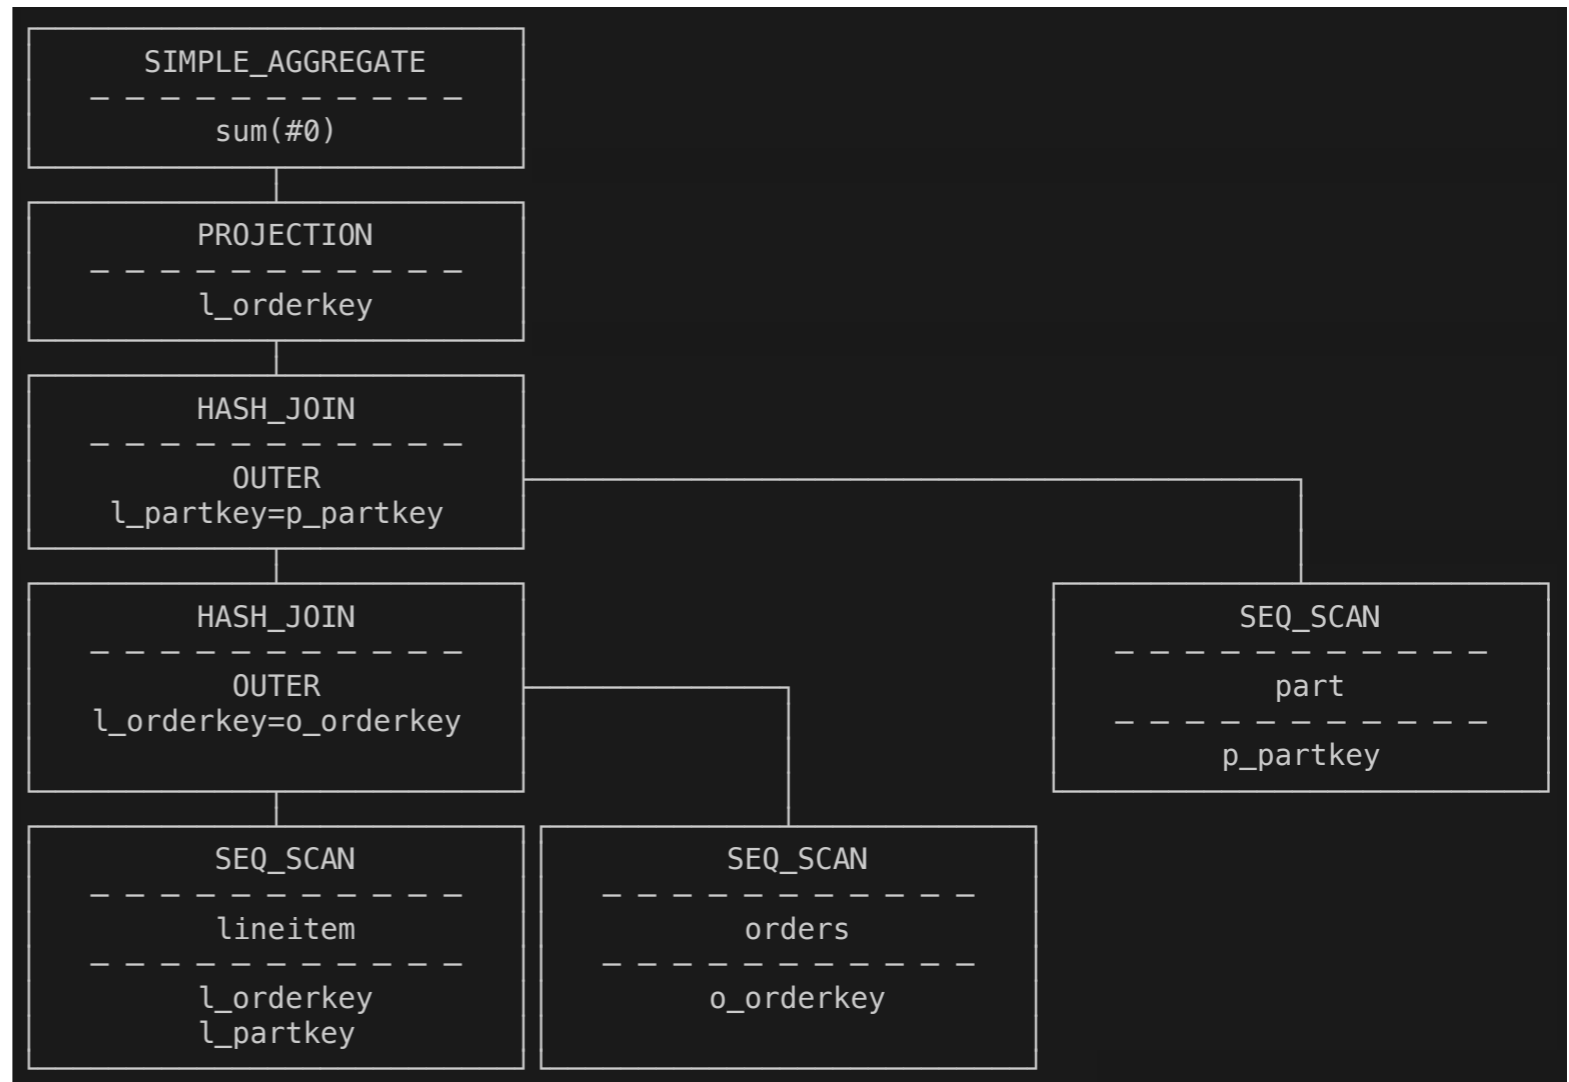 SIMPLE_AGGREGATE
sum(#0)
PROJECTION
l_orderkey
HASH_JOIN
OUTER
l_partkey=p_partkey
HASH_JOIN
OUTER
l_orderkey=o_orderkey
SEQ_SCAN
part
p_partkey
SEQ_SCAN
lineitem
l_orderkey
l_partkey
SEQ_SCAN
orders
o_orderkey